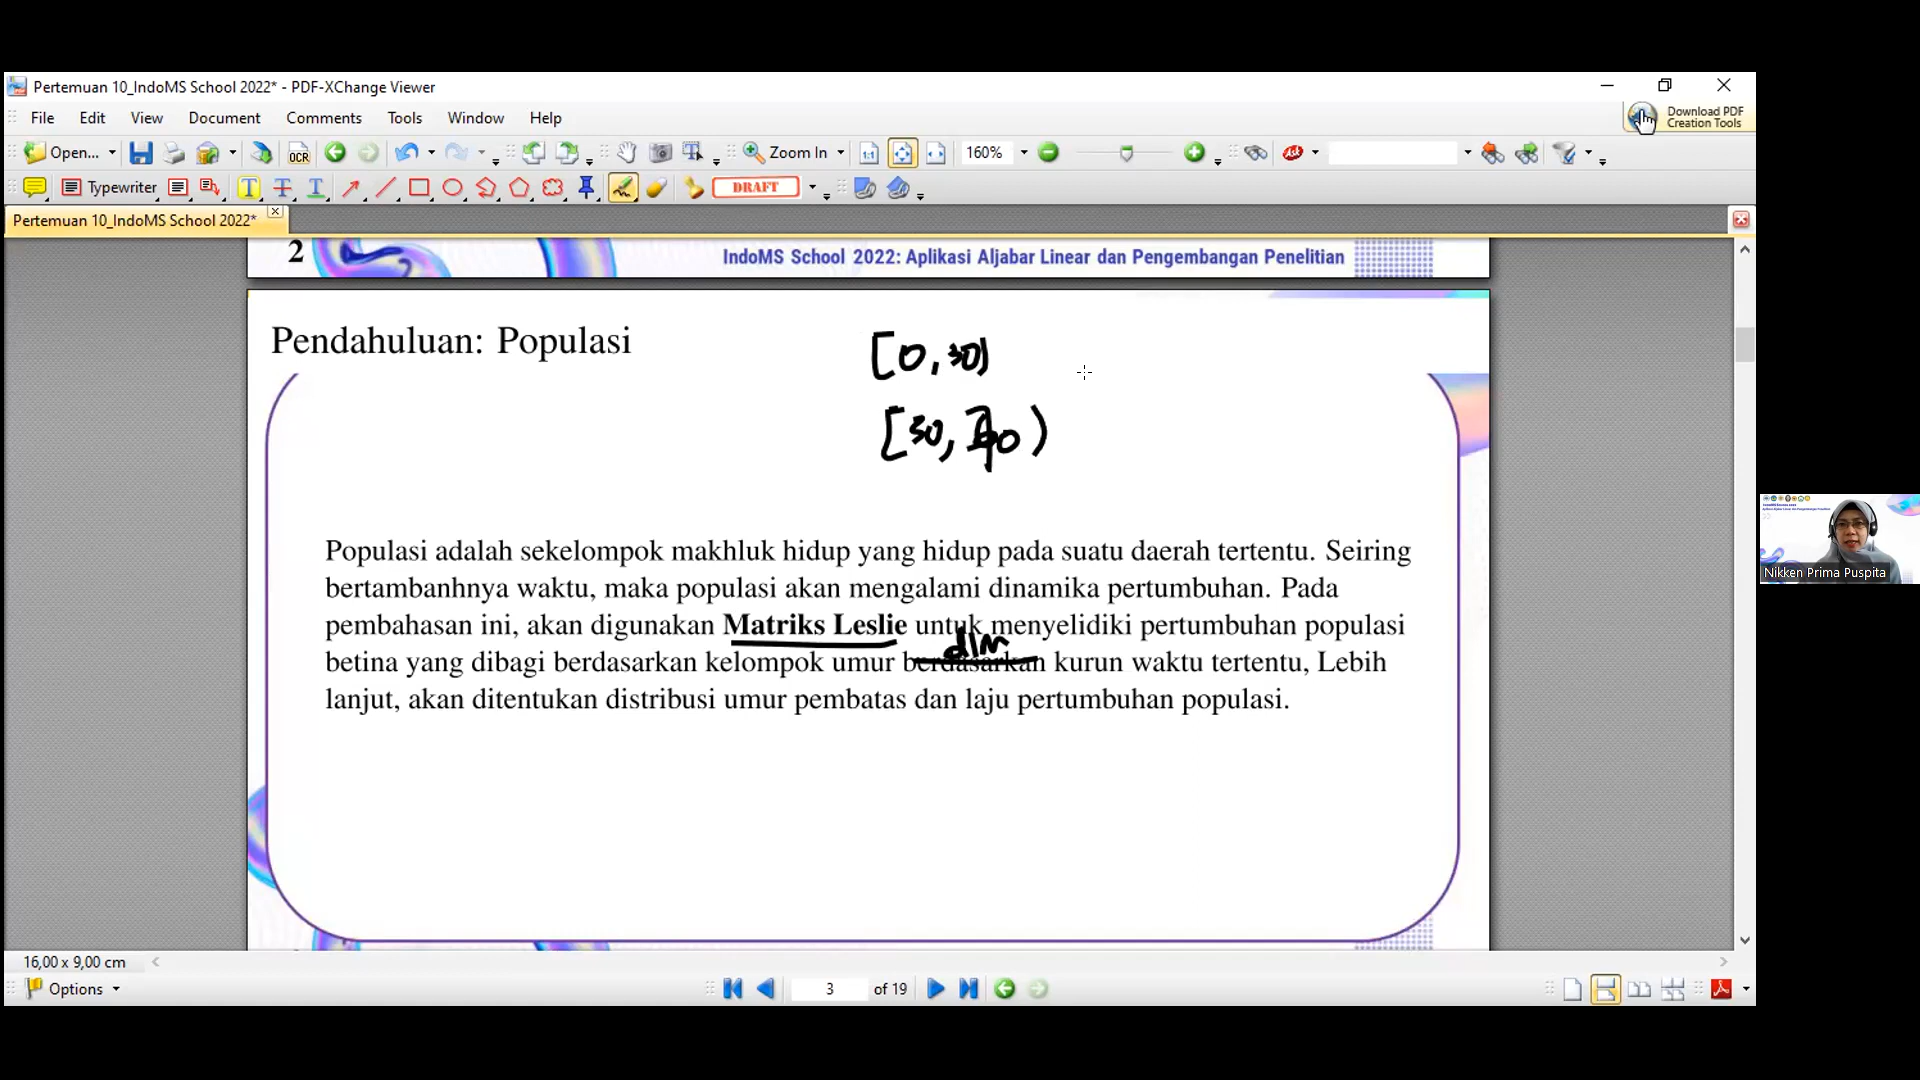 Pertemuan 10_IndoMS School 2022* - PDF-XChange Viewer
File Edit View Document Comments Tools Window Help
Download PDF
Creation Tools
Open... OCR Zoom In 160%
Typewriter T T T DRAFT
Pertemuan 10_IndoMS School 2022*
2 IndoMS School 2022: Aplikasi Aljabar Linear dan Pengembangan Penelitian
Pendahuluan: Populasi
[0, 30)
[30, )
Populasi adalah sekelompok makhluk hidup yang hidup pada suatu daerah tertentu. Seiring
bertambanhnya waktu, maka populasi akan mengalami dinamika pertumbuhan. Pada
pembahasan ini, akan digunakan Matriks Leslie untuk menyelidiki pertumbuhan populasi
dlm
betina yang dibagi berdasarkan kelompok umur berdasarkan kurun waktu tertentu, Lebih
lanjut, akan ditentukan distribusi umur pembatas dan laju pertumbuhan populasi.
Nikken Prima Puspita
16,00 x 9,00 cm
Options 3 of 19